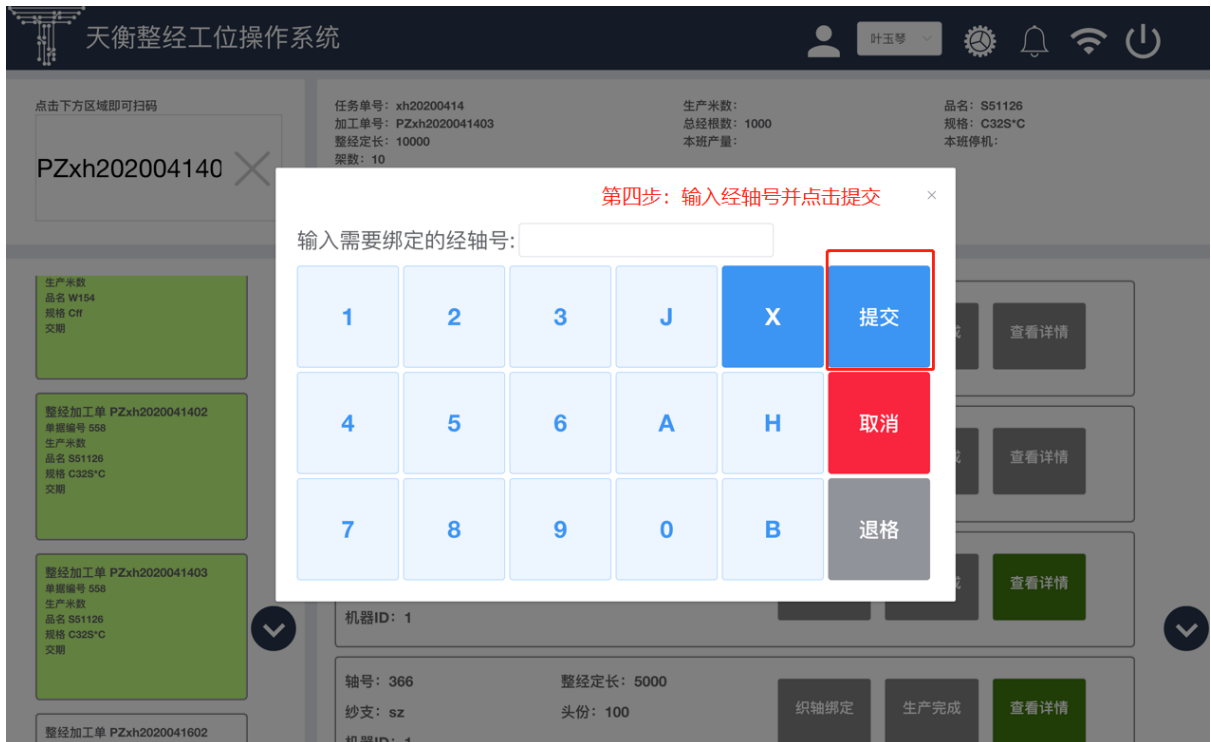 天衡整经工位操作系统
叶玉琴
点击下方区域即可扫码
PZxh202004140
任务单号：xh20200414
加工单号：PZxh2020041403
整经定长：10000
架数：10
生产米数：
总经根数：1000
本班产量：
品名：S51126
规格：C32S*C
本班停机：
第四步：输入经轴号并点击提交
输入需要绑定的经轴号:
1 2 3 J X 提交
4 5 6 A H 取消
7 8 9 0 B 退格
生产米数
品名 W154
规格 Cff
交期
整经加工单 PZxh2020041402
单据编号 558
生产米数
品名 S51126
规格 C32S*C
交期
整经加工单 PZxh2020041403
单据编号 558
生产米数
品名 S51126
规格 C32S*C
交期
整经加工单 PZxh2020041602
查看详情
查看详情
查看详情
机器ID：1
轴号：366
整经定长：5000
纱支：sz
头份：100
机器ID：1
织轴绑定
生产完成
查看详情